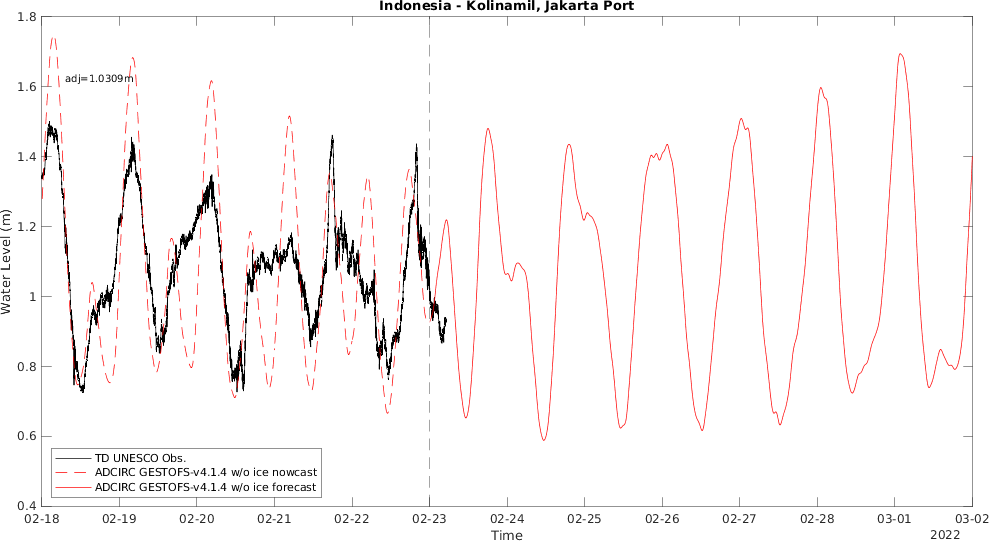 Indonesia - Kolinamil, Jakarta Port
1.8
1.6
1.4
1.2
1
0.8
0.6
0.4
Water Level (m)
adj=1.0309m
TD UNESCO Obs.
ADCIRC GESTOFS-v4.1.4 w/o ice nowcast
ADCIRC GESTOFS-v4.1.4 w/o ice forecast
02-18 02-19 02-20 02-21 02-22 02-23 02-24 02-25 02-26 02-27 02-28 03-01 03-02
Time
2022